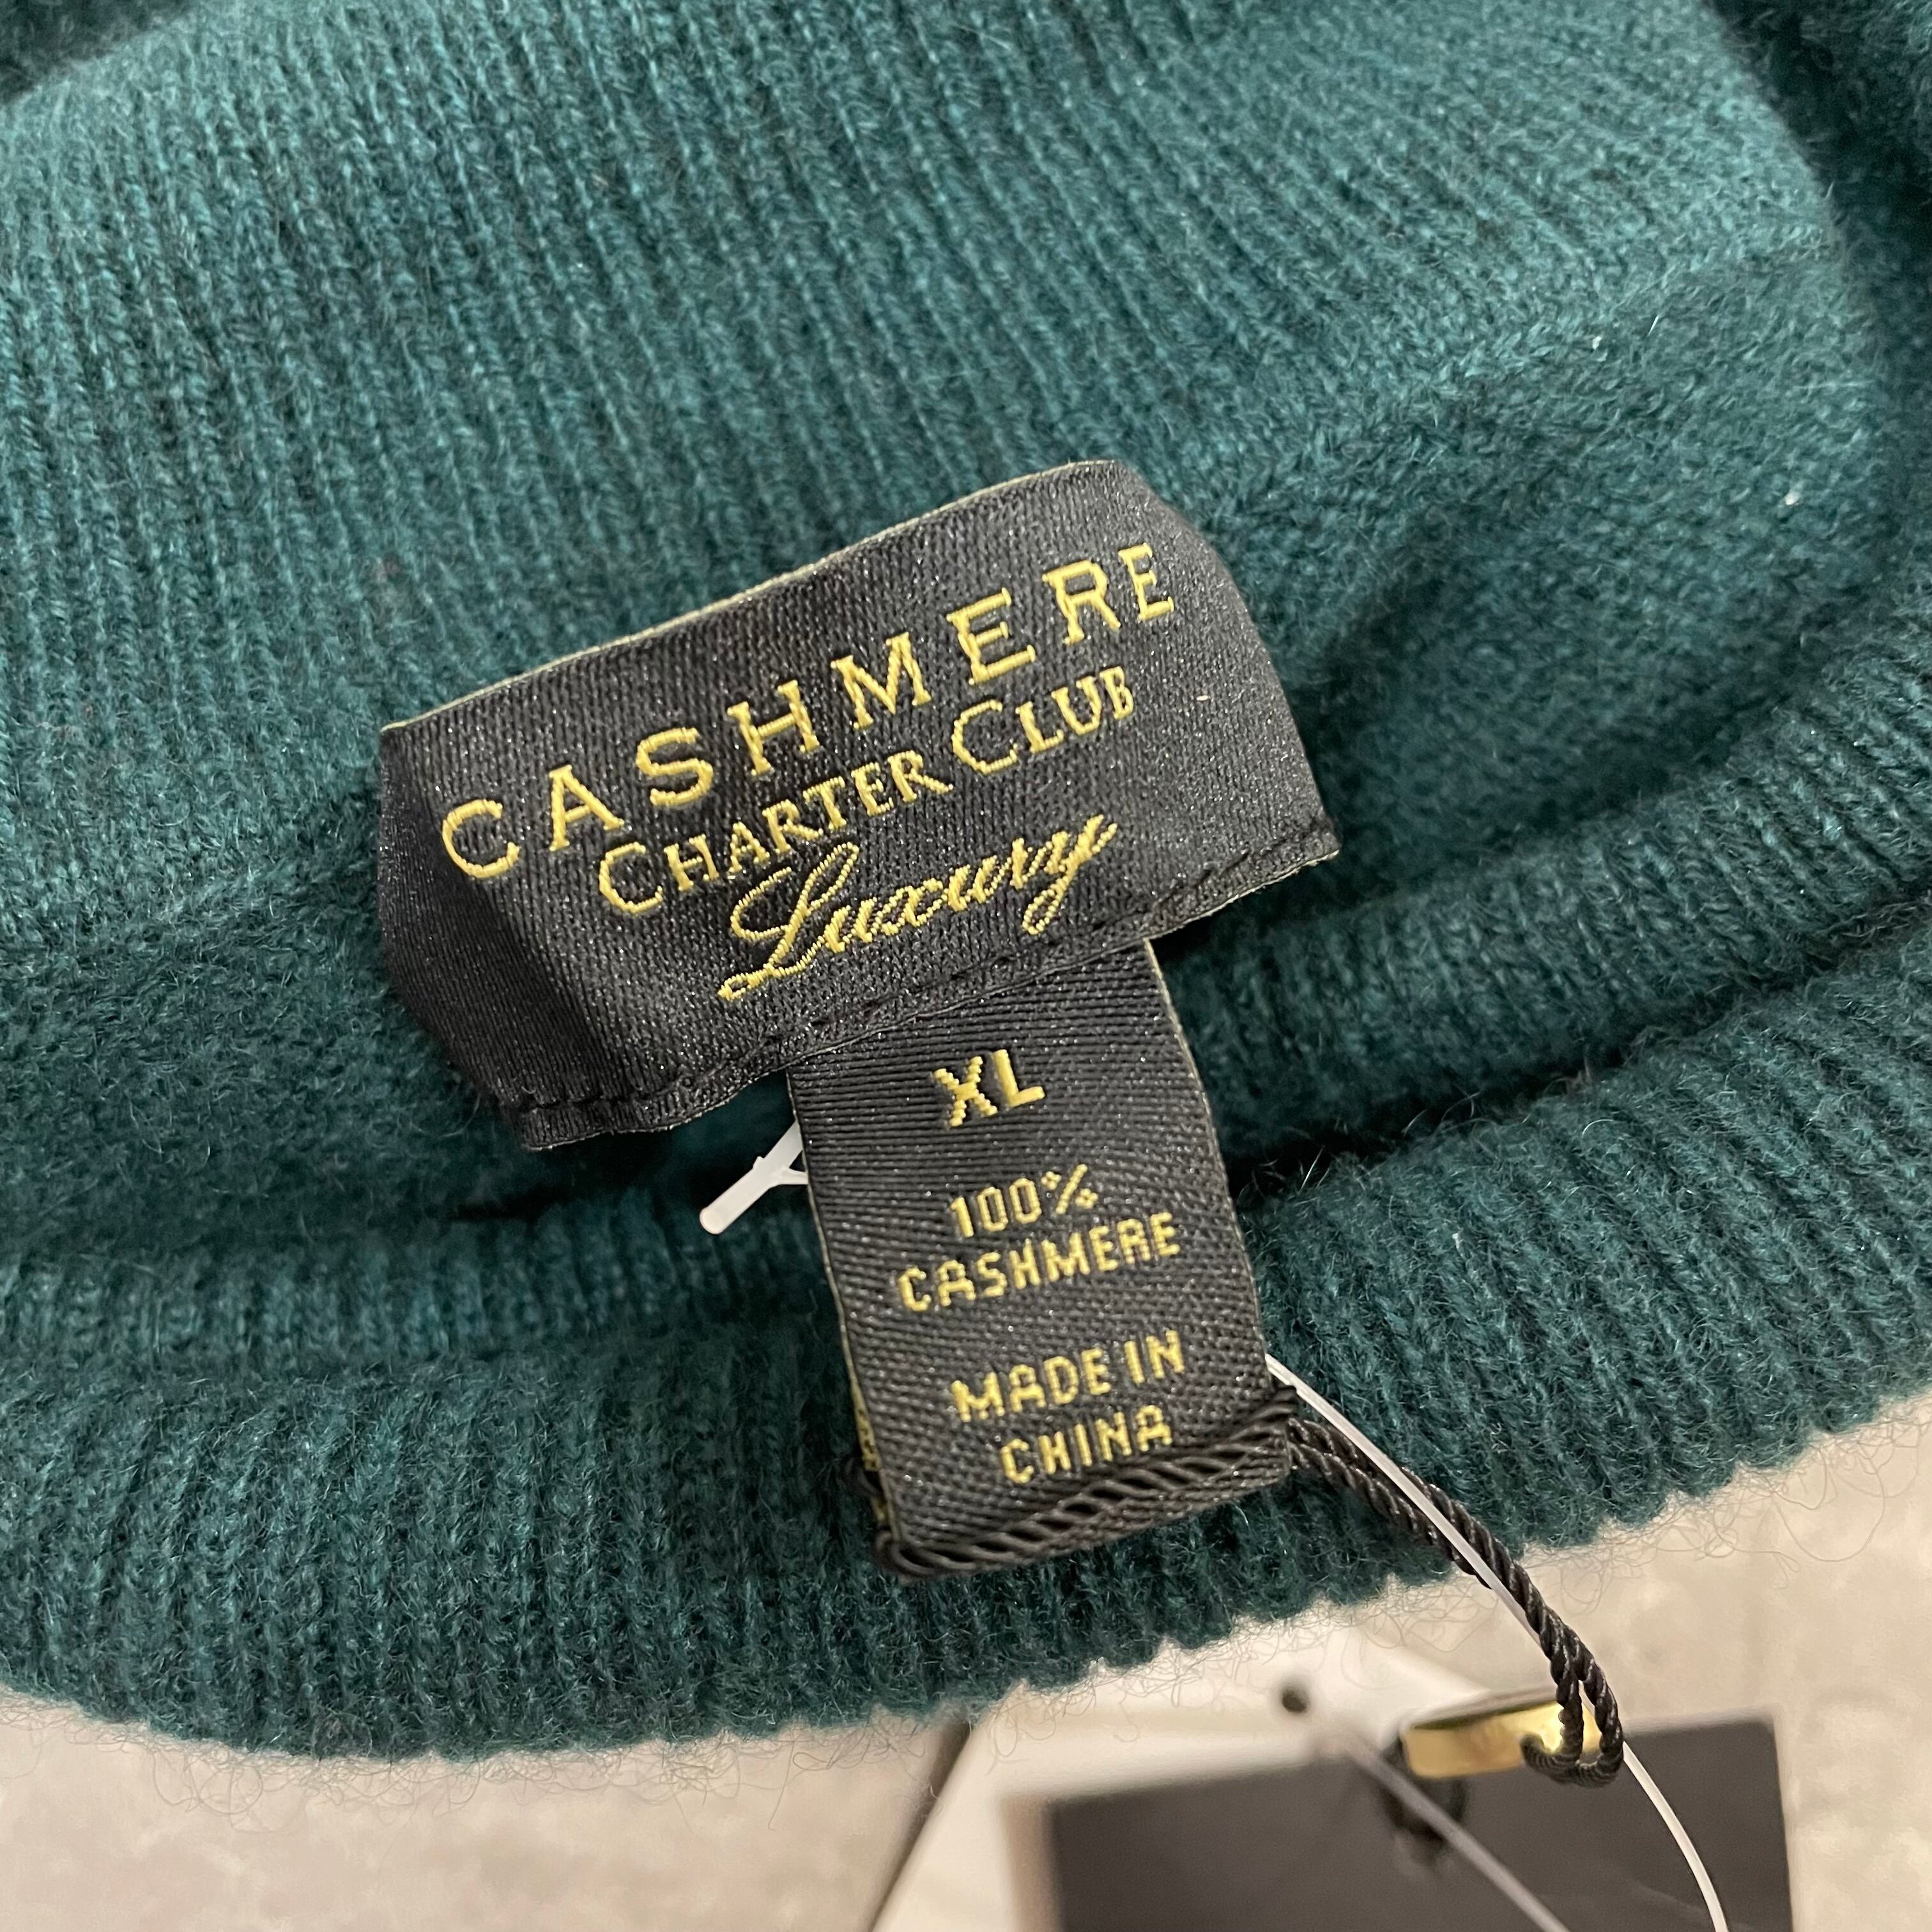 CASHMERE
CHARTER CLUB
Luxury
XL
100%
CASHMERE
MADE IN
CHINA